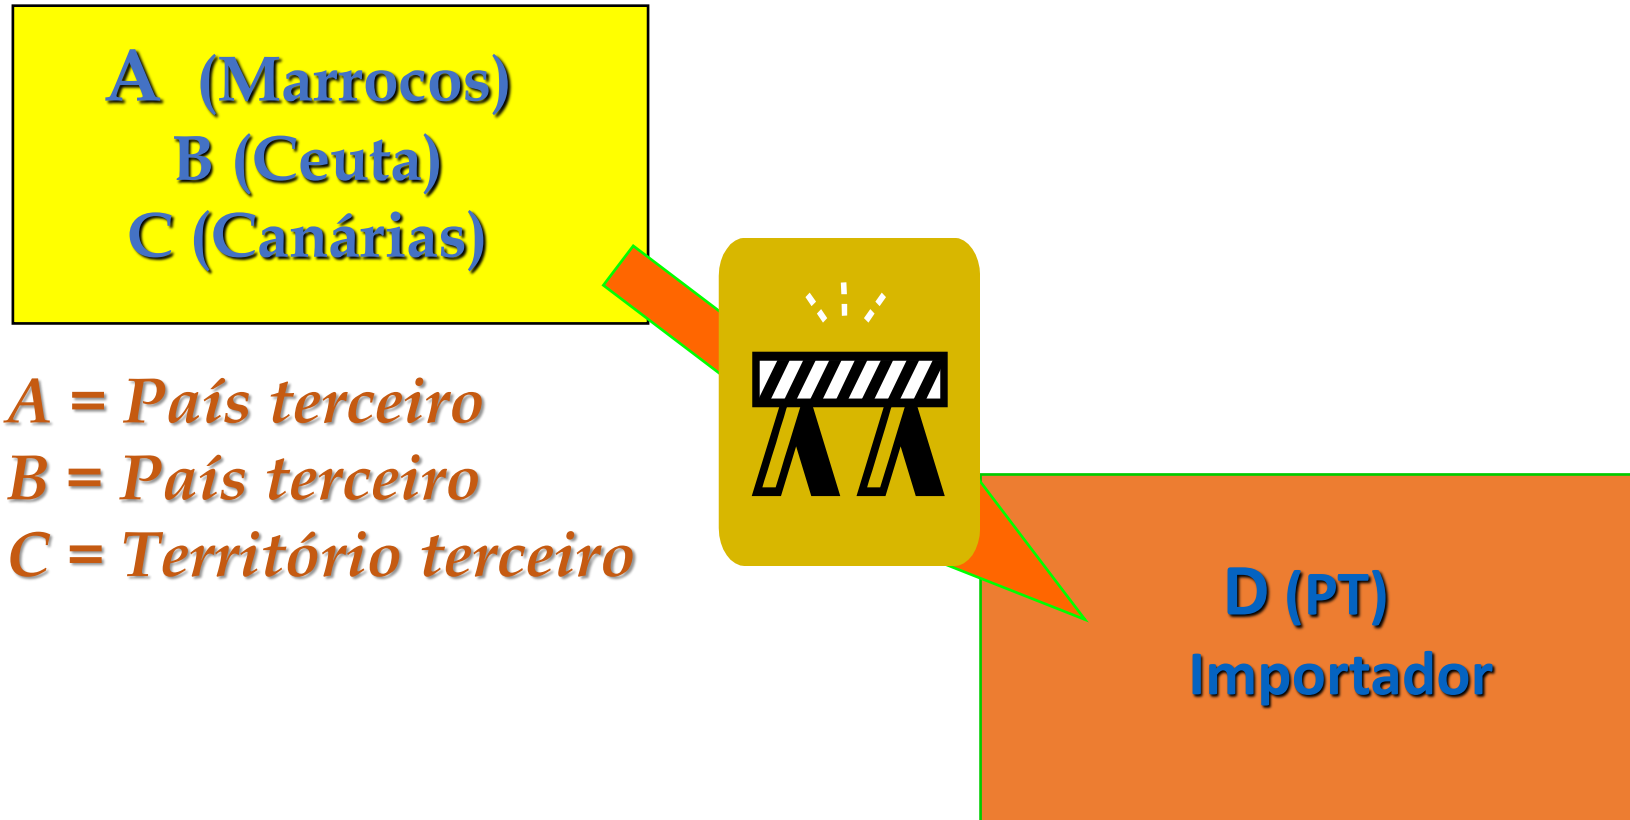 A (Marrocos)
B (Ceuta)
C (Canárias)
A = País terceiro
B = País terceiro
C = Território terceiro
D (PT)
Importador